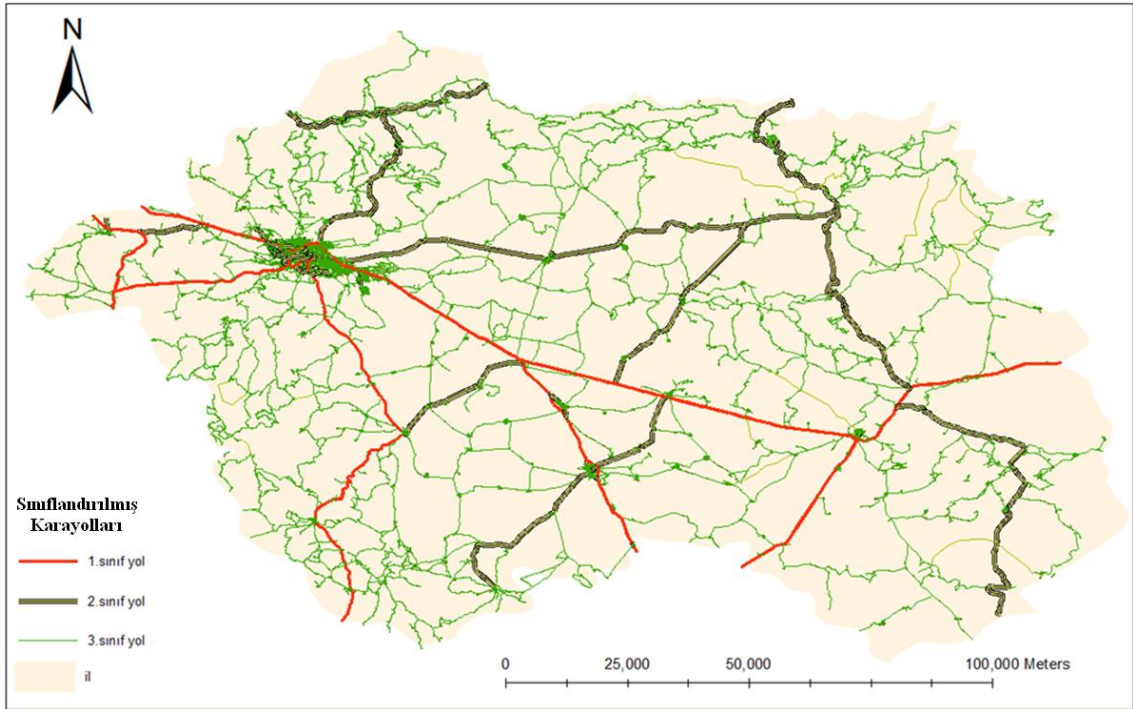 N
Sınıflandırılmış
Karayolları
1.sınıf yol
2.sınıf yol
3.sınıf yol
il
0 25,000 50,000 100,000 Meters